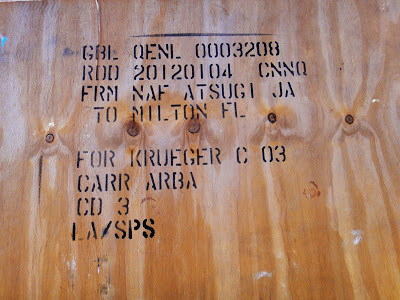 GBL QENL 0003208
RDD 20120104 CNNQ
FRM NAF ATSUGI JA
TO MILTON FL
FOR KRUEGER C 03
CARR ARBA
CD 3
LA/SPS